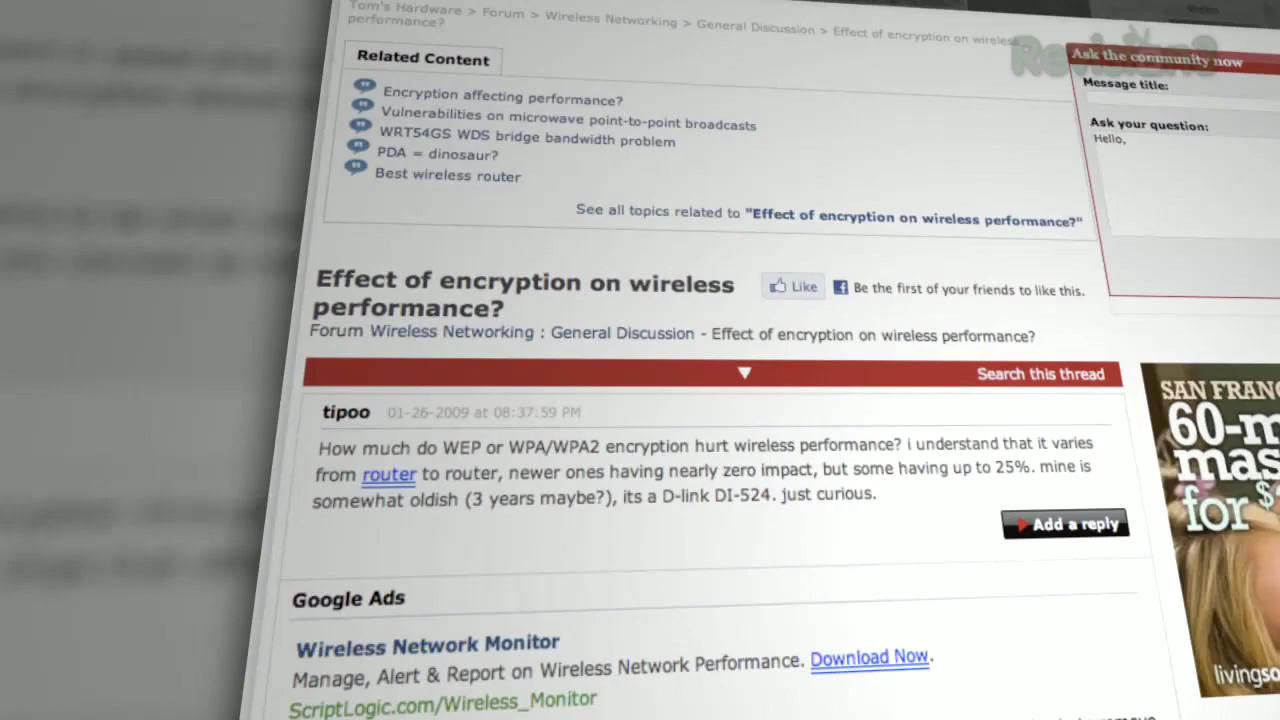 Tom's Hardware > Forum > Wireless Networking > General Discussion > Effect of encryption on wireless
performance?
Related Content
Encryption affecting performance?
Vulnerabilities on microwave point-to-point broadcasts
WRT54GS WDS bridge bandwidth problem
PDA = dinosaur?
Best wireless router
See all topics related to "Effect of encryption on wireless performance?"
Revision3
Ask the community now
Message title:
Ask your question:
Hello,
Effect of encryption on wireless
performance?
Like
Be the first of your friends to like this.
Forum Wireless Networking : General Discussion - Effect of encryption on wireless performance?
Search this thread
tipoo 01-26-2009 at 08:37:59 PM
How much do WEP or WPA/WPA2 encryption hurt wireless performance? i understand that it varies
from router to router, newer ones having nearly zero impact, but some having up to 25%. mine is
somewhat oldish (3 years maybe?), its a D-link DI-524. just curious.
Add a reply
SAN FRANC
60-m
mas
for $
livingso
Google Ads
Wireless Network Monitor
Manage, Alert & Report on Wireless Network Performance. Download Now.
ScriptLogic.com/Wireless_Monitor